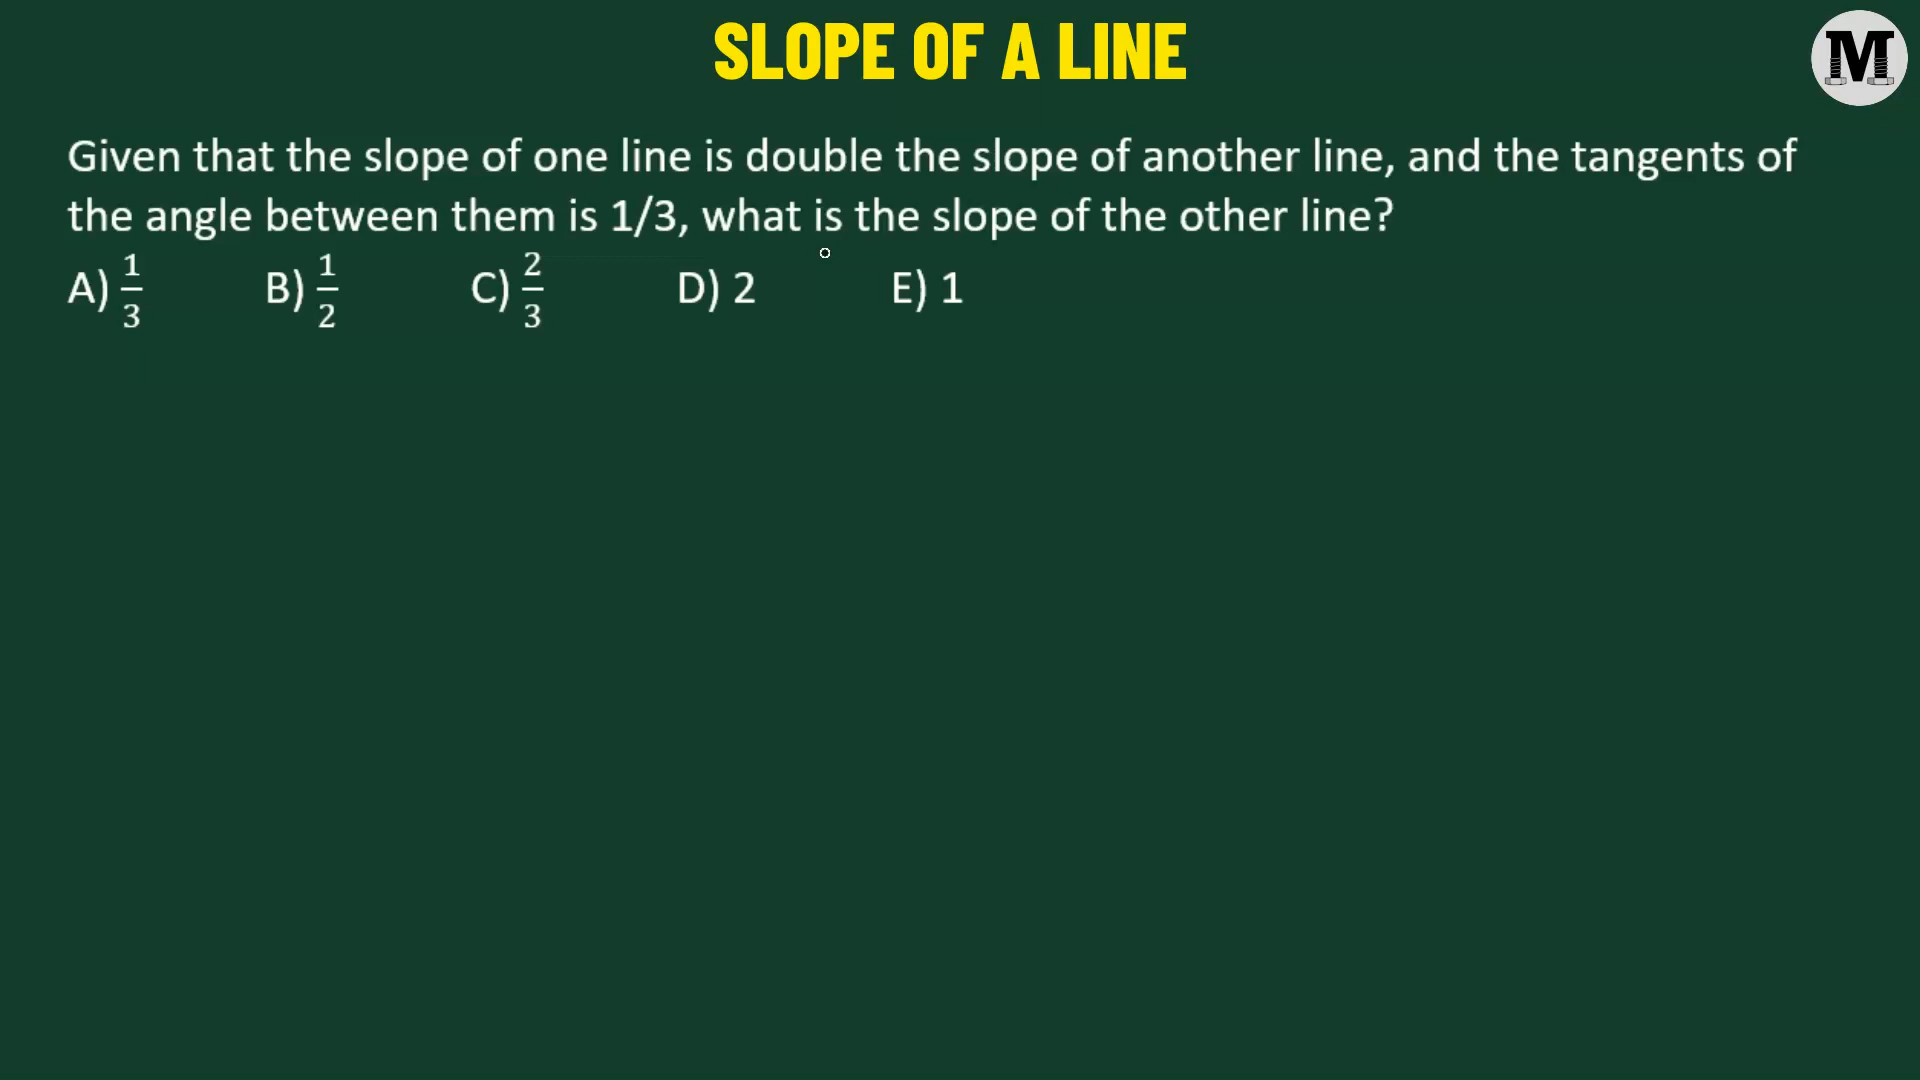 SLOPE OF A LINE
M
Given that the slope of one line is double the slope of another line, and the tangents of
the angle between them is 1/3, what is the slope of the other line?
A) 1/3 B) 1/2 C) 2/3 D) 2 E) 1